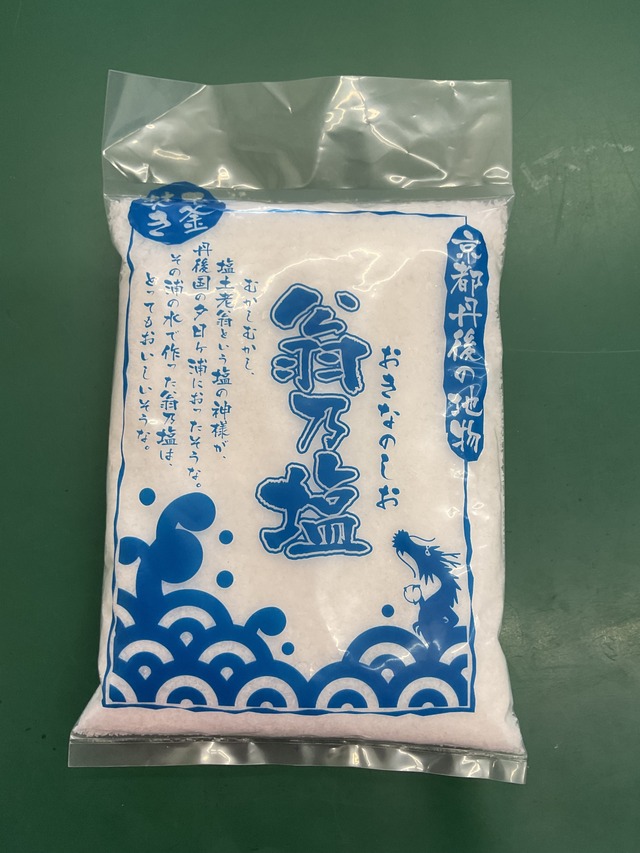 京都丹後の地物
おきなのしお
翁乃塩
むかしむかし
塩土老翁という塩の神様が、
丹後国の夕日ヶ浦におったそうな。
その浦の水で作った翁乃塩は、
とってもおいしいそうな。
平釜
炊き